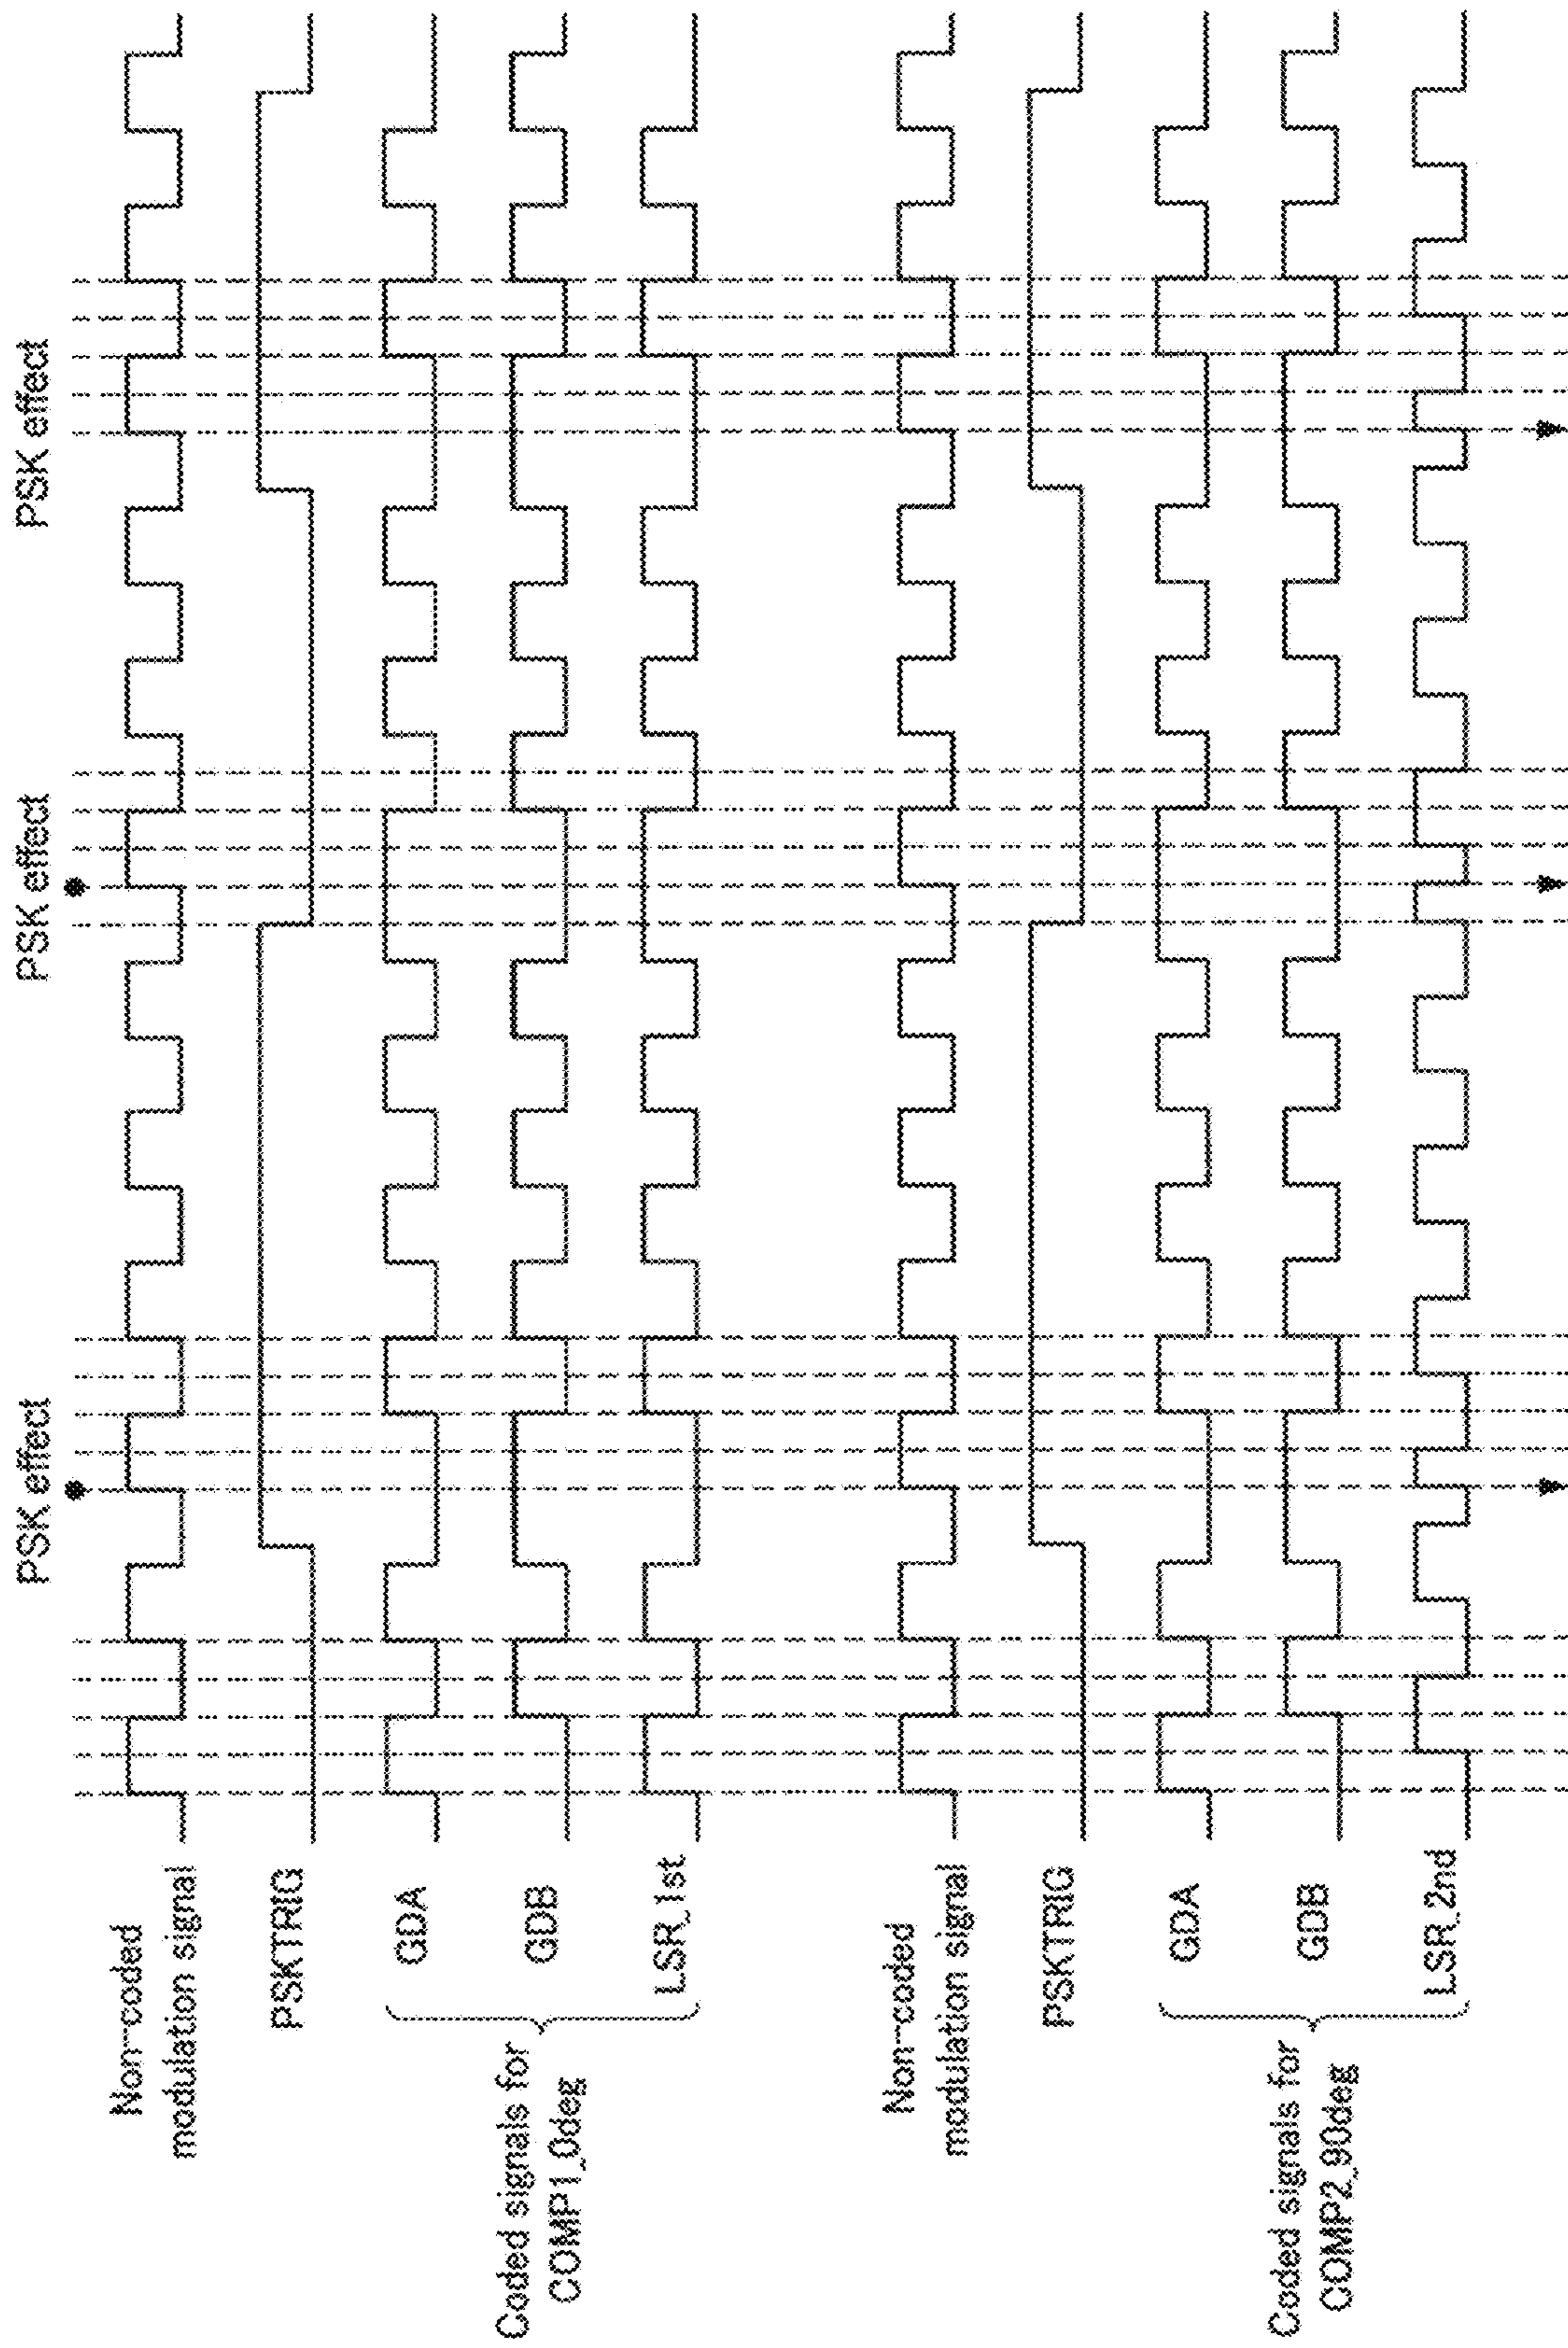 PSK effect
PSK effect
PSK effect
Non-coded
modulation signal
PSKTRIG
Coded signals for
COMP1_0deg
GDA
GDB
LSR_1st
Non-coded
modulation signal
PSKTRIG
Coded signals for
COMP2_90deg
GDA
GDB
LSR_2nd